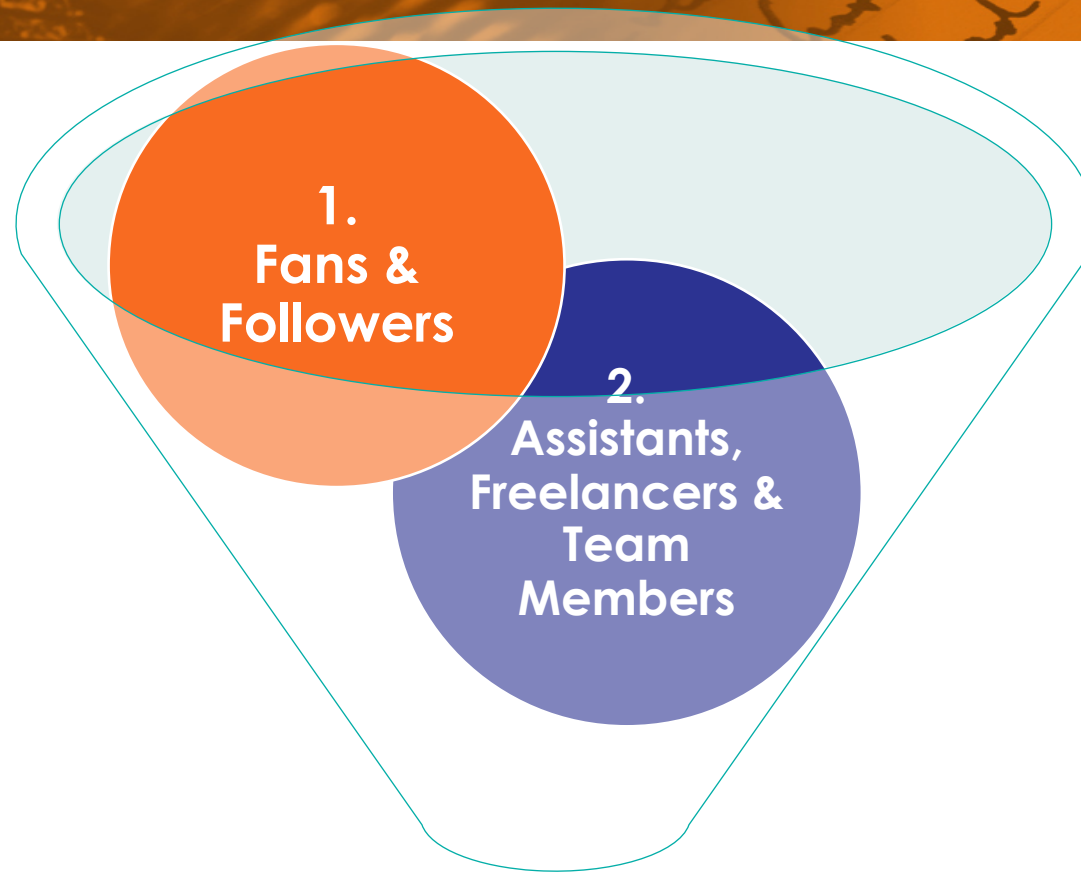 1.
Fans &
Followers
2.
Assistants,
Freelancers &
Team
Members